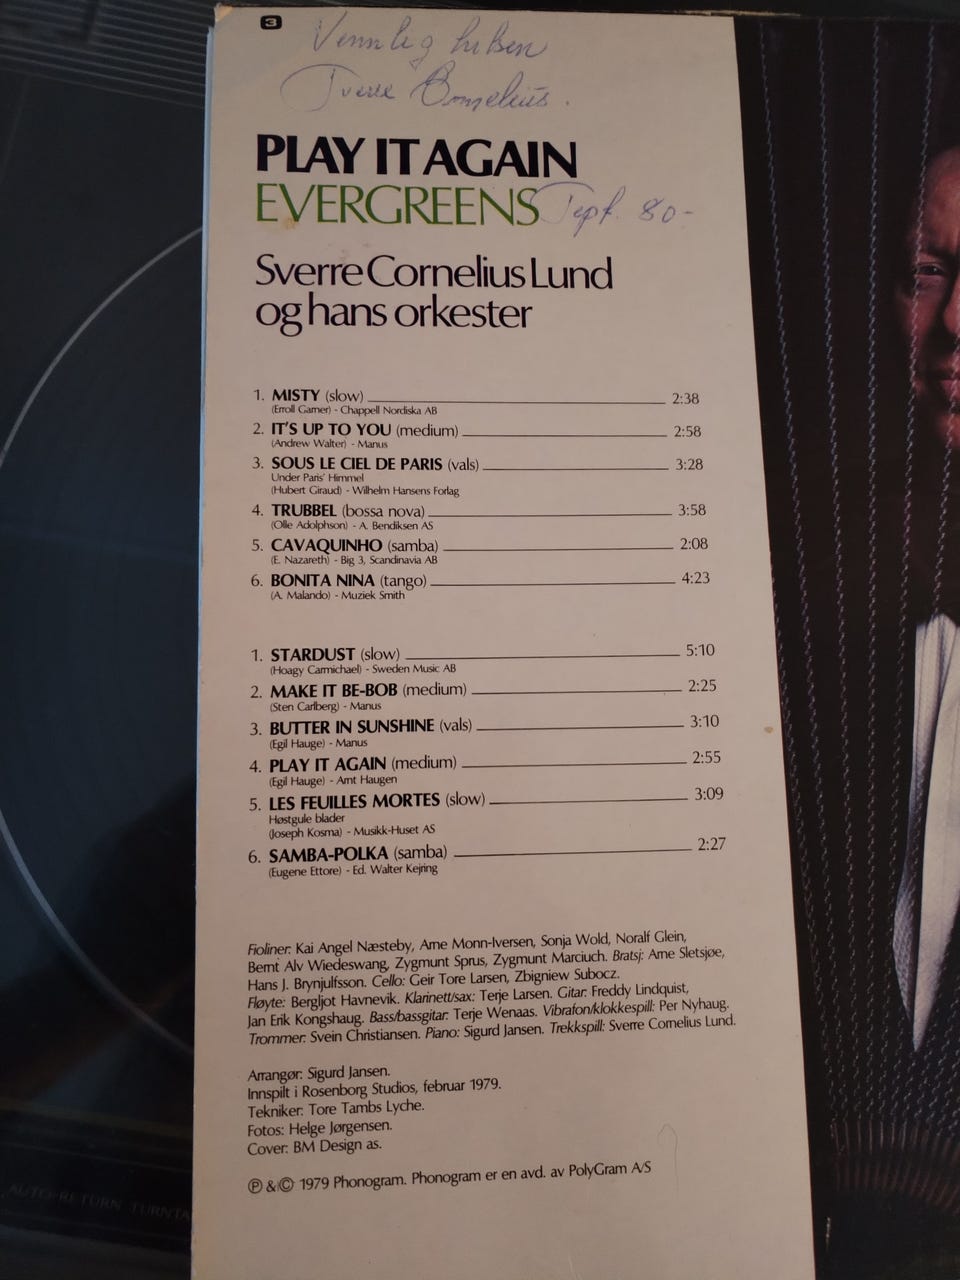 3
Vennlig hilsen
Sverre Cornelius.
PLAY IT AGAIN
EVERGREENS Sept. 80-
Sverre Cornelius Lund
og hans orkester
1. MISTY (slow) 2:38
(Erroll Garner) - Chappell Nordiska AB
2. IT'S UP TO YOU (medium) 2:58
(Andrew Walter) - Manus
3. SOUS LE CIEL DE PARIS (vals) 3:28
Under Paris' Himmel
(Hubert Giraud) - Wilhelm Hansens Forlag
4. TRUBBEL (bossa nova) 3:58
(Olle Adolphson) - A. Bendiksen AS
5. CAVAQUINHO (samba) 2:08
(E. Nazareth) - Big 3, Scandinavia AB
6. BONITA NINA (tango) 4:23
(A. Malando) - Muziek Smith
1. STARDUST (slow) 5:10
(Hoagy Carmichael) - Sweden Music AB
2. MAKE IT BE-BOB (medium) 2:25
(Sten Carlberg) - Manus
3. BUTTER IN SUNSHINE (vals) 3:10
(Egil Hauge) - Manus
4. PLAY IT AGAIN (medium) 2:55
(Egil Hauge) - Arnt Haugen
5. LES FEUILLES MORTES (slow) 3:09
Høstgule blader
(Joseph Kosma) - Musikk-Huset AS
6. SAMBA-POLKA (samba) 2:27
(Eugene Ettore) - Ed. Walter Kejring
Fioliner: Kai Angel Næsteby, Arne Monn-Iversen, Sonja Wold, Noralf Glein,
Bernt Alv Wiedeswang, Zygmunt Sprus, Zygmunt Marciuch. Bratsj: Arne Sletsjøe,
Hans J. Brynjulfsson. Cello: Geir Tore Larsen, Zbigniew Subocz.
Fløyte: Bergljot Havnevik. Klarinett/sax: Terje Larsen. Gitar: Freddy Lindquist,
Jan Erik Kongshaug. Bass/bassgitar: Terje Wenaas. Vibrafon/klokkespill: Per Nyhaug.
Trommer: Svein Christiansen. Piano: Sigurd Jansen. Trekkspill: Sverre Cornelius Lund.
Arrangør: Sigurd Jansen.
Innspilt i Rosenborg Studios, februar 1979.
Tekniker: Tore Tambs Lyche.
Fotos: Helge Jørgensen.
Cover: BM Design as.
℗ & © 1979 Phonogram. Phonogram er en avd. av PolyGram A/S
AUTO-RETURN TURNTA